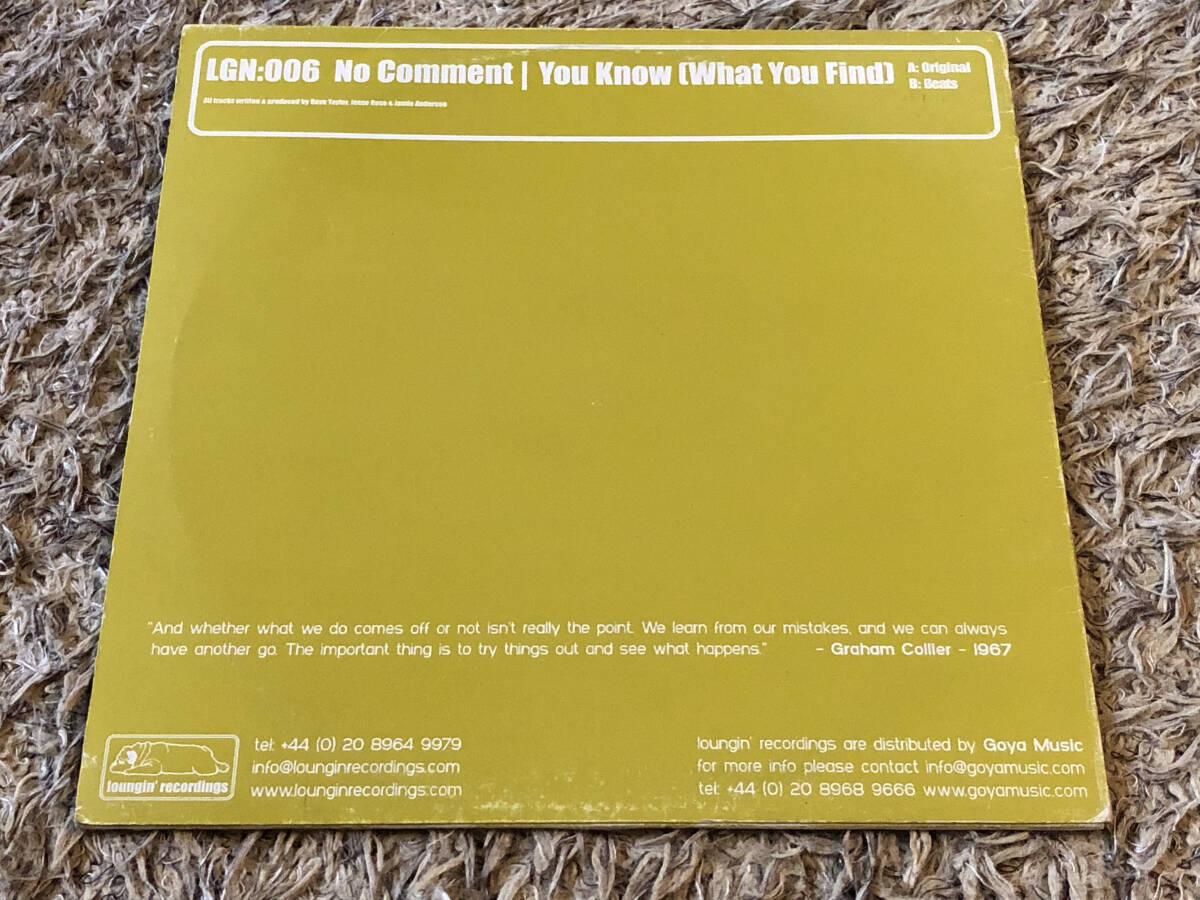 LGN:006 No Comment | You Know (What You Find)
A: Original
B: Beats
All tracks written & produced by Dave Taylor, Jesse Rose & Jamie Anderson
"And whether what we do comes off or not isn't really the point. We learn from our mistakes, and we can always
have another go. The important thing is to try things out and see what happens." - Graham Collier - 1967
loungin' recordings
tel: +44 (0) 20 8964 9979
info@lounginrecordings.com
www.lounginrecordings.com
loungin' recordings are distributed by Goya Music
for more info please contact info@goyamusic.com
tel: +44 (0) 20 8968 9666 www.goyamusic.com